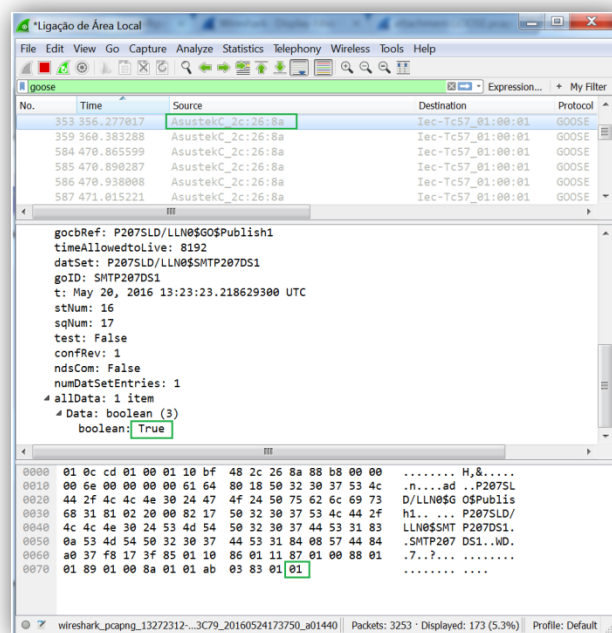 *Ligação de Área Local
File Edit View Go Capture Analyze Statistics Telephony Wireless Tools Help
goose Expression... + My Filter
No. Time Source Destination Protocol
353 356.277017 AsustekC_2c:26:8a Iec-Tc57_01:00:01 GOOSE
359 360.383288 AsustekC_2c:26:8a Iec-Tc57_01:00:01 GOOSE
584 470.865599 AsustekC_2c:26:8a Iec-Tc57_01:00:01 GOOSE
585 470.890287 AsustekC_2c:26:8a Iec-Tc57_01:00:01 GOOSE
586 470.938008 AsustekC_2c:26:8a Iec-Tc57_01:00:01 GOOSE
587 471.015221 AsustekC_2c:26:8a Iec-Tc57_01:00:01 GOOSE
gocbRef: P207SLD/LLN0$GO$Publish1
timeAllowedtoLive: 8192
datSet: P207SLD/LLN0$SMTP207DS1
goID: SMTP207DS1
t: May 20, 2016 13:23:23.218629300 UTC
stNum: 16
sqNum: 17
test: False
confRev: 1
ndsCom: False
numDatSetEntries: 1
allData: 1 item
Data: boolean (3)
boolean: True
0000 01 0c cd 01 00 01 10 bf 48 2c 26 8a 88 b8 00 00 ........ H,&.....
0010 00 6e 00 00 00 00 61 64 80 18 50 32 30 37 53 4c .n....ad ..P207SL
0020 44 2f 4c 4c 4e 30 24 47 4f 24 50 75 62 6c 69 73 D/LLN0$G O$Publis
0030 68 31 81 02 20 00 82 17 50 32 30 37 53 4c 44 2f h1.. ... P207SLD/
0040 4c 4c 4e 30 24 53 4d 54 50 32 30 37 44 53 31 83 LLN0$SMT P207DS1.
0050 0a 53 4d 54 50 32 30 37 44 53 31 84 08 57 44 84 .SMTP207 DS1..WD.
0060 a0 37 f8 17 3f 85 01 10 86 01 11 87 01 00 88 01 .7..?... ........
0070 01 89 01 00 8a 01 01 ab 03 83 01 01 ........ ....
wireshark_pcapng_13272312-...3C79_20160524173750_a01440 Packets: 3253 · Displayed: 173 (5.3%) Profile: Default